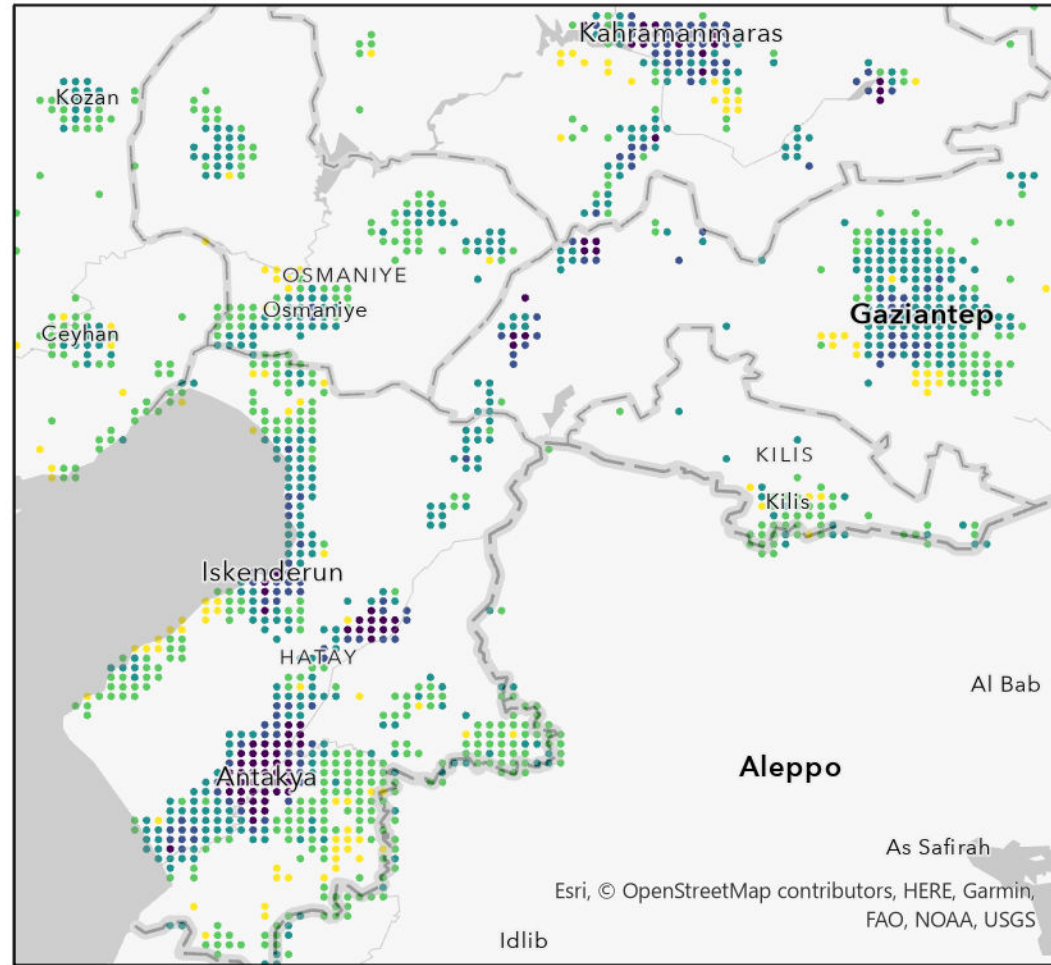 Kahramanmaras
Kozan
OSMANIYE
Osmaniye
Gaziantep
Ceyhan
KILIS
Kilis
Iskenderun
HATAY
Al Bab
Antakya
Aleppo
As Safirah
Esri, © OpenStreetMap contributors, HERE, Garmin,
FAO, NOAA, USGS
Idlib